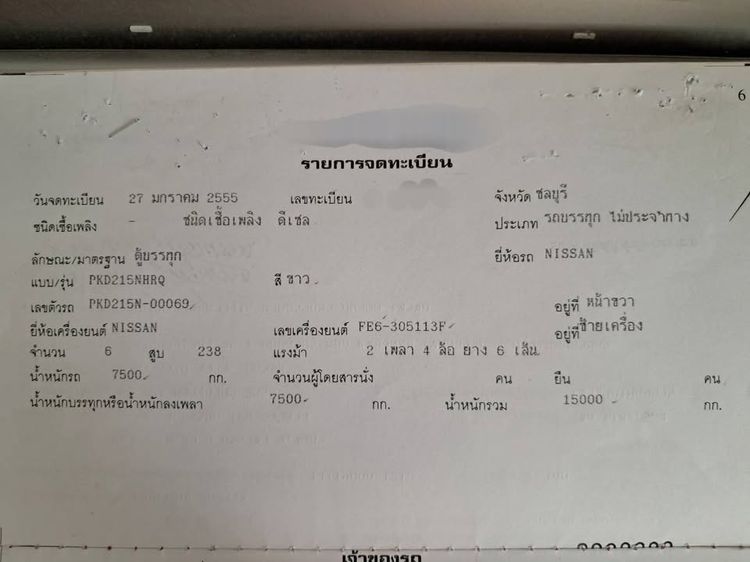 6
รายการจดทะเบียน
วันจดทะเบียน 27 มกราคม 2555 เลขทะเบียน จังหวัด ชลบุรี
ชนิดเชื้อเพลิง - ชนิดเชื้อเพลิง ดีเซล ประเภท รถบรรทุก ไม่ประจำทาง
ลักษณะ/มาตรฐาน ตู้บรรทุก ยี่ห้อรถ NISSAN
แบบ/รุ่น PKD215NHRQ สี ขาว
เลขตัวรถ PKD215N-00069 อยู่ที่ หน้าขวา
ยี่ห้อเครื่องยนต์ NISSAN เลขเครื่องยนต์ FE6-305113F อยู่ที่ ซ้ายเครื่อง
จำนวน 6 สูบ 238 แรงม้า 2 เพลา 4 ล้อ ยาง 6 เส้น
น้ำหนักรถ 7500 กก. จำนวนผู้โดยสารนั่ง คน ยืน คน
น้ำหนักบรรทุกหรือน้ำหนักลงเพลา 7500 กก. น้ำหนักรวม 15000 กก.
เจ้าของรถ